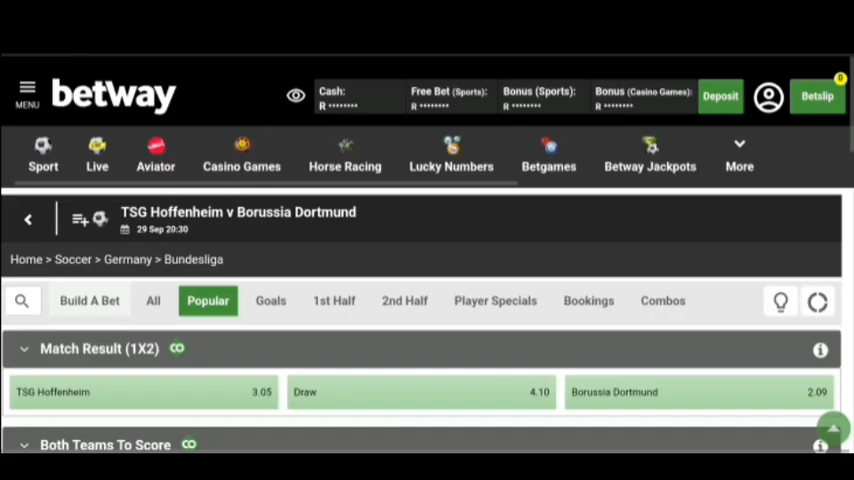 MENU
betway
Cash:
R ********
Free Bet (Sports):
R ********
Bonus (Sports):
R ********
Bonus (Casino Games):
R ********
Deposit
0
Betslip
Sport
Live
Aviator
Casino Games
Horse Racing
Lucky Numbers
Betgames
Betway Jackpots
More
TSG Hoffenheim v Borussia Dortmund
29 Sep 20:30
Home > Soccer > Germany > Bundesliga
Build A Bet
All
Popular
Goals
1st Half
2nd Half
Player Specials
Bookings
Combos
Match Result (1X2)
TSG Hoffenheim 3.05
Draw 4.10
Borussia Dortmund 2.09
Both Teams To Score